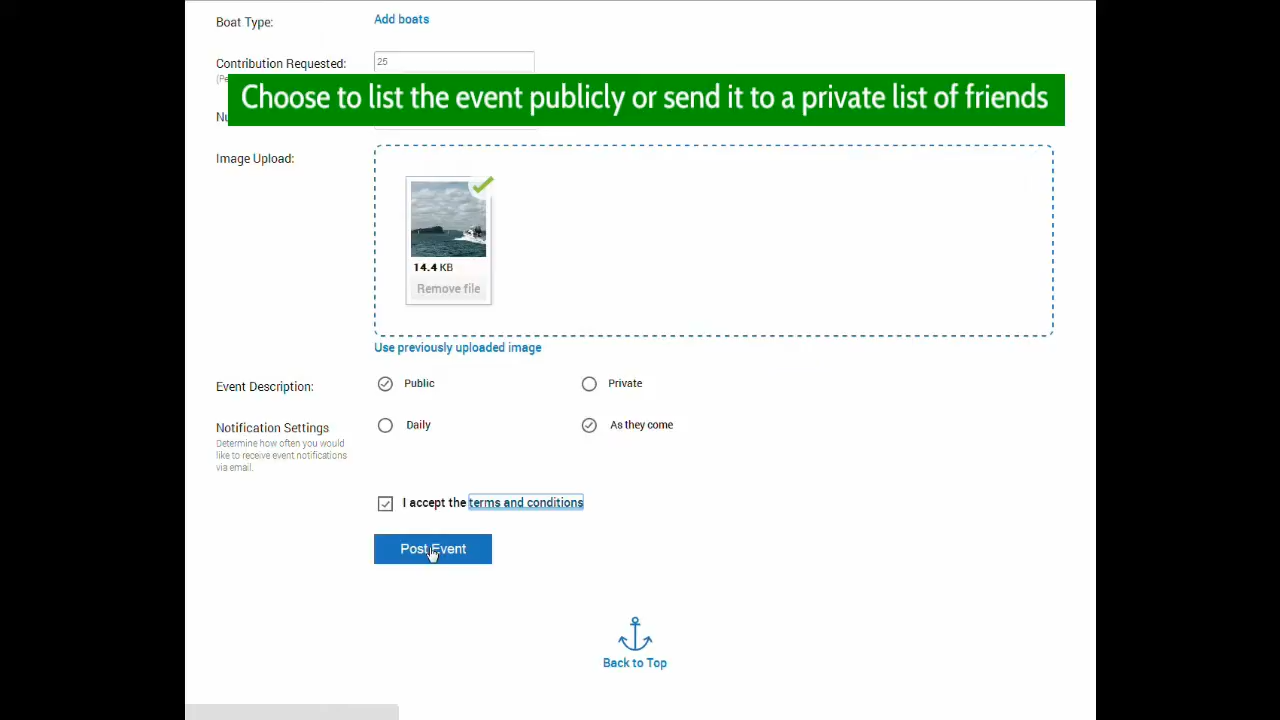 Boat Type:
Add boats
Contribution Requested:
25
Choose to list the event publicly or send it to a private list of friends
Image Upload:
14.4 KB
Remove file
Use previously uploaded image
Event Description:
Public
Private
Notification Settings
Determine how often you would
like to receive event notifications
via email.
Daily
As they come
I accept the terms and conditions
Post Event
Back to Top